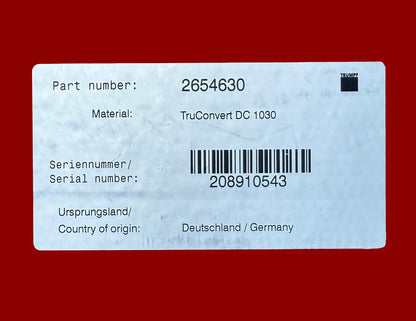 TRUMPF
Part number: 2654630
Material: TruConvert DC 1030
Seriennummer/
Serial number: 208910543
Ursprungsland/
Country of origin: Deutschland / Germany